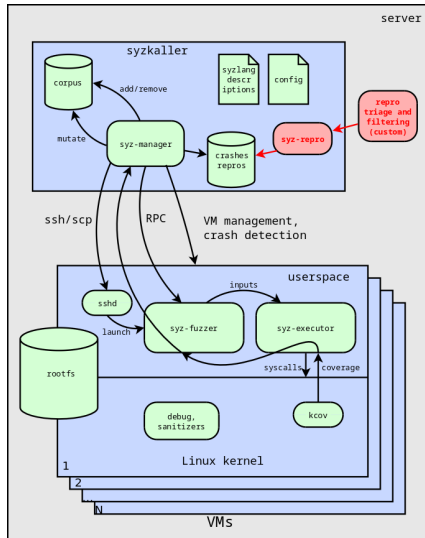 server
syzkaller
corpus
syzlang
descr
iptions
config
add/remove
repro
triage and
filtering
(custom)
mutate
syz-manager
syz-repro
crashes
repros
ssh/scp
RPC
VM management,
crash detection
userspace
inputs
sshd
syz-fuzzer
syz-executor
launch
syscalls
coverage
rootfs
debug,
sanitizers
kcov
Linux kernel
1
2
...
N
VMs